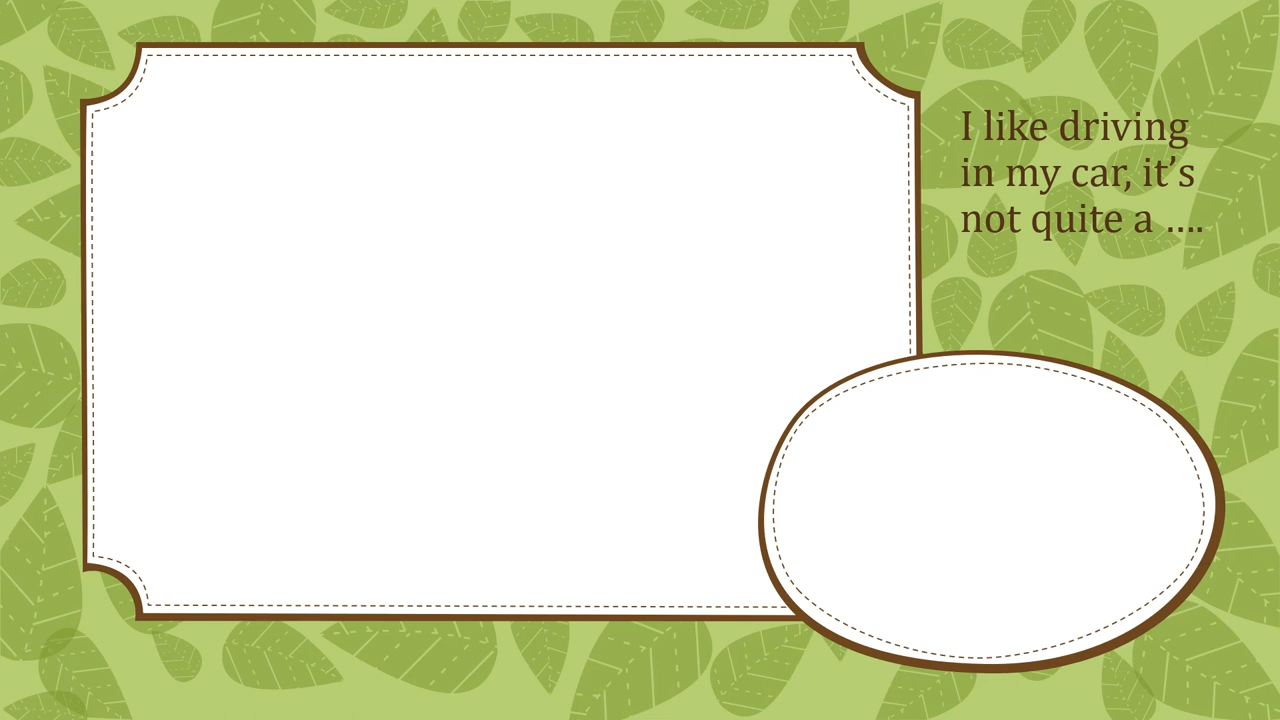 I like driving
in my car, it’s
not quite a ….